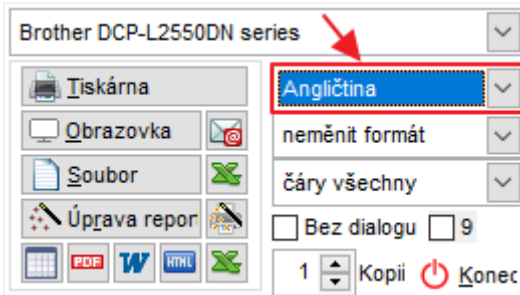 Brother DCP-L2550DN series
Tiskárna
Angličtina
Obrazovka
neměnit formát
Soubor
čáry všechny
Úprava repor
Bez dialogu
9
PDF
W
HTML
1
Kopii
Konec